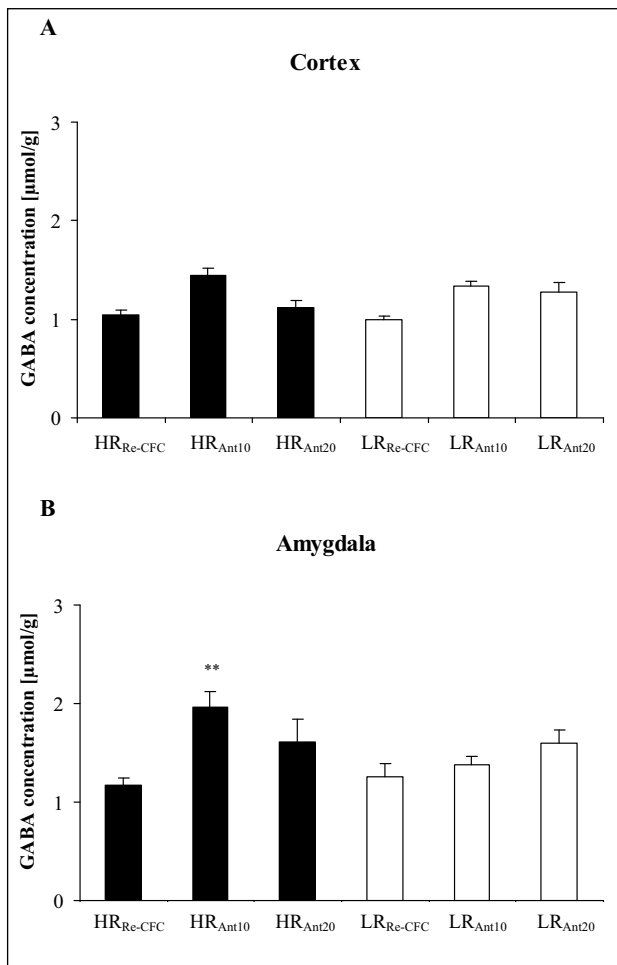 A
Cortex
GABA concentration [µmol/g]
3
2
1
0
HRRe-CFC HRAnt10 HRAnt20 LRRe-CFC LRAnt10 LRAnt20
B
Amygdala
GABA concentration [µmol/g]
3
**
2
1
0
HRRe-CFC HRAnt10 HRAnt20 LRRe-CFC LRAnt10 LRAnt20